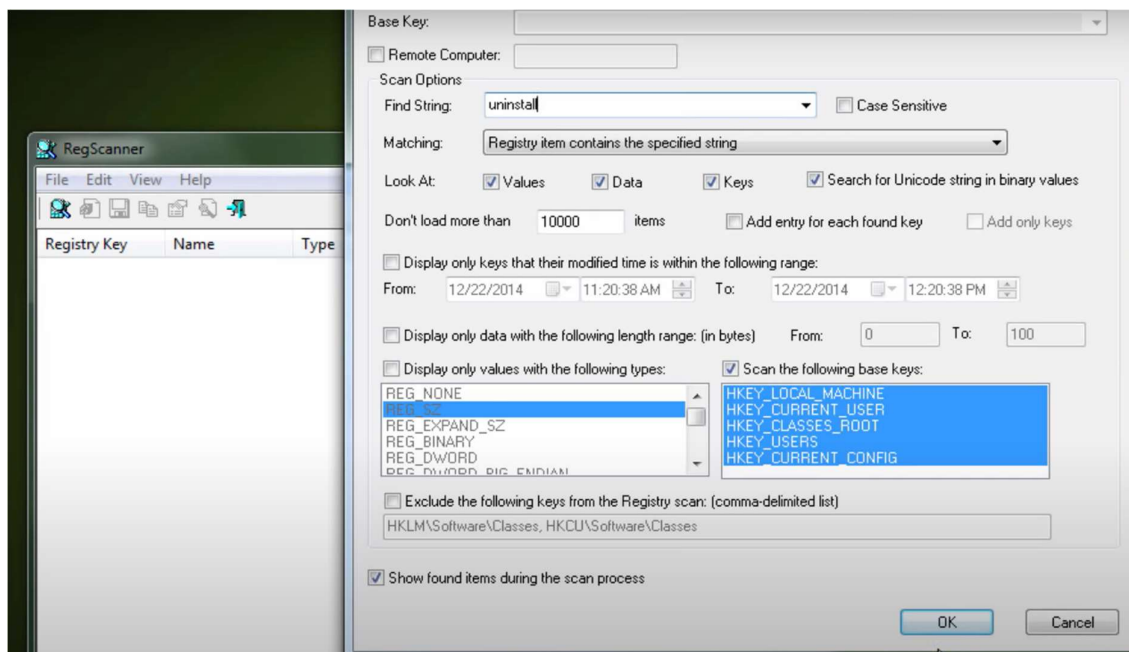 Base Key:
Remote Computer:
Scan Options
Find String: uninstall Case Sensitive
RegScanner
Matching: Registry item contains the specified string
File Edit View Help
Look At: Values Data Keys Search for Unicode string in binary values
Don't load more than 10000 items Add entry for each found key Add only keys
Registry Key Name Type
Display only keys that their modified time is within the following range:
From: 12/22/2014 11:20:38 AM To: 12/22/2014 12:20:38 PM
Display only data with the following length range: (in bytes) From: 0 To: 100
Display only values with the following types: Scan the following base keys:
REG_NONE HKEY_LOCAL_MACHINE
REG_SZ HKEY_CURRENT_USER
REG_EXPAND_SZ HKEY_CLASSES_ROOT
REG_BINARY HKEY_USERS
REG_DWORD HKEY_CURRENT_CONFIG
REG_DWORD_BIG_ENDIAN
Exclude the following keys from the Registry scan: (comma-delimited list)
HKLM\Software\Classes, HKCU\Software\Classes
Show found items during the scan process
OK Cancel